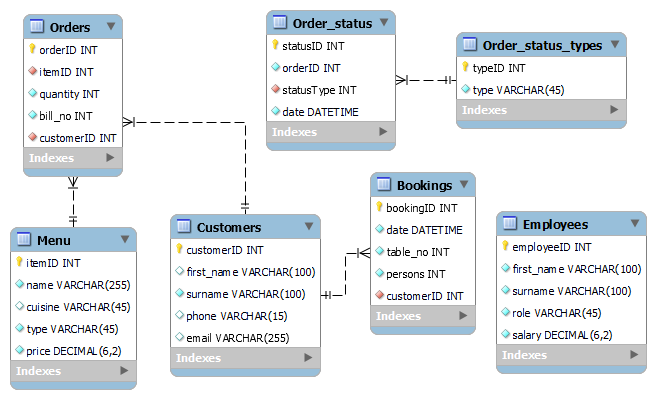 Orders
orderID INT
itemID INT
quantity INT
bill_no INT
customerID INT
Indexes
Order_status
statusID INT
orderID INT
statusType INT
date DATETIME
Indexes
Order_status_types
typeID INT
type VARCHAR(45)
Indexes
Menu
itemID INT
name VARCHAR(255)
cuisine VARCHAR(45)
type VARCHAR(45)
price DECIMAL(6,2)
Indexes
Customers
customerID INT
first_name VARCHAR(100)
surname VARCHAR(100)
phone VARCHAR(15)
email VARCHAR(255)
Indexes
Bookings
bookingID INT
date DATETIME
table_no INT
persons INT
customerID INT
Indexes
Employees
employeeID INT
first_name VARCHAR(100)
surname VARCHAR(100)
role VARCHAR(45)
salary DECIMAL(6,2)
Indexes